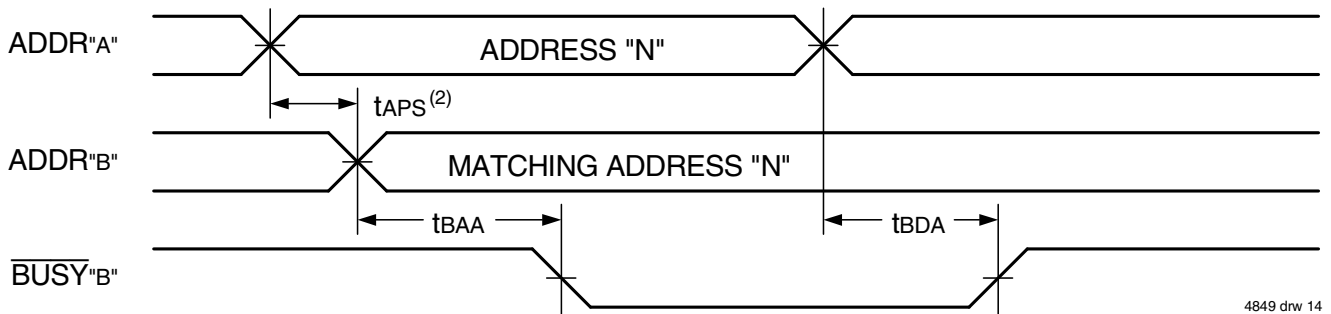 ADDR"A"
ADDRESS "N"
tAPS(2)
ADDR"B"
MATCHING ADDRESS "N"
tBAA
tBDA
BUSY"B"
4849 drw 14